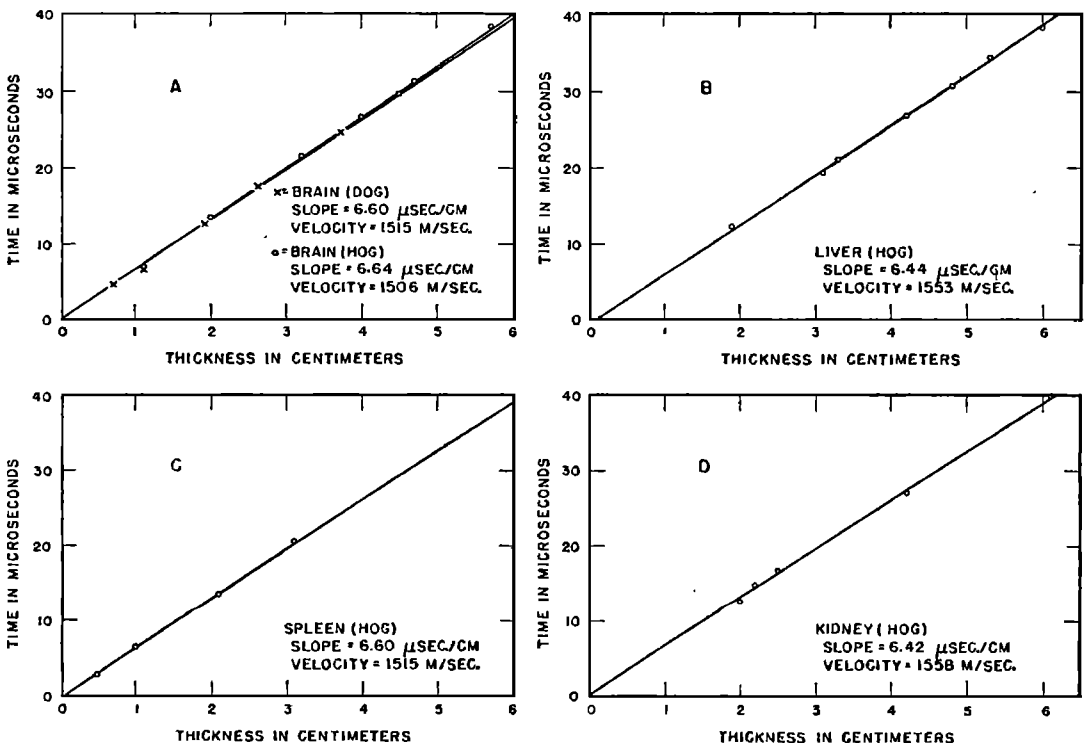 40
30
20
10
0
TIME IN MICROSECONDS
A
x = BRAIN (DOG)
SLOPE = 6.60 μSEC/CM
VELOCITY = 1515 M/SEC.
o = BRAIN (HOG)
SLOPE = 6.64 μSEC/CM
VELOCITY = 1506 M/SEC.
0 1 2 3 4 5 6
THICKNESS IN CENTIMETERS
40
30
20
10
0
TIME IN MICROSECONDS
B
LIVER (HOG)
SLOPE = 6.44 μSEC/CM
VELOCITY = 1553 M/SEC.
0 1 2 3 4 5 6
THICKNESS IN CENTIMETERS
40
30
20
10
0
TIME IN MICROSECONDS
C
SPLEEN (HOG)
SLOPE = 6.60 μSEC/CM
VELOCITY = 1515 M/SEC.
0 1 2 3 4 5 6
THICKNESS IN CENTIMETERS
40
30
20
10
0
TIME IN MICROSECONDS
D
KIDNEY (HOG)
SLOPE = 6.42 μSEC/CM
VELOCITY = 1558 M/SEC.
0 1 2 3 4 5 6
THICKNESS IN CENTIMETERS